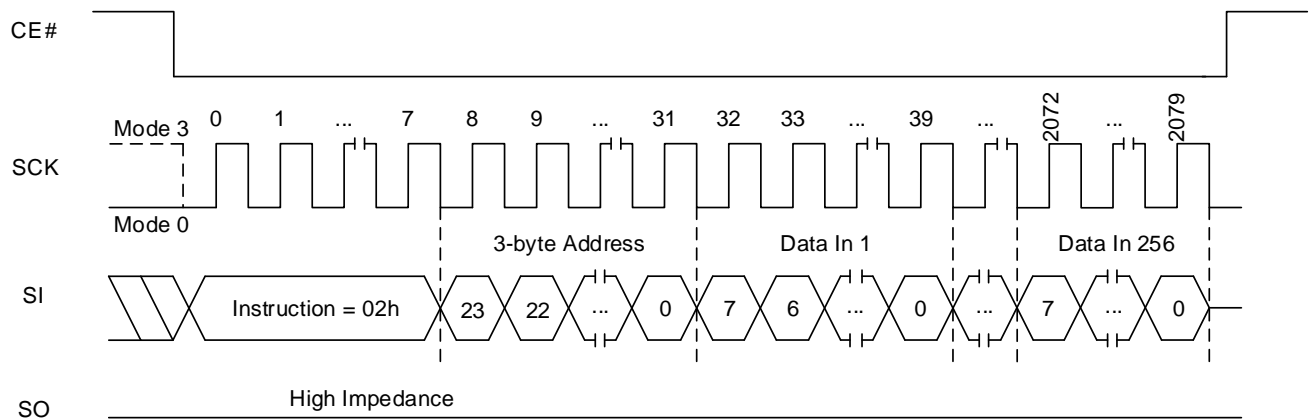 CE#
0 1 ... 7 8 9 ... 31 32 33 ... 39 ... 2072 ... 2079
Mode 3
SCK
Mode 0
3-byte Address Data In 1 Data In 256
SI Instruction = 02h 23 22 ... 0 7 6 ... 0 ... 7 ... 0
High Impedance
SO